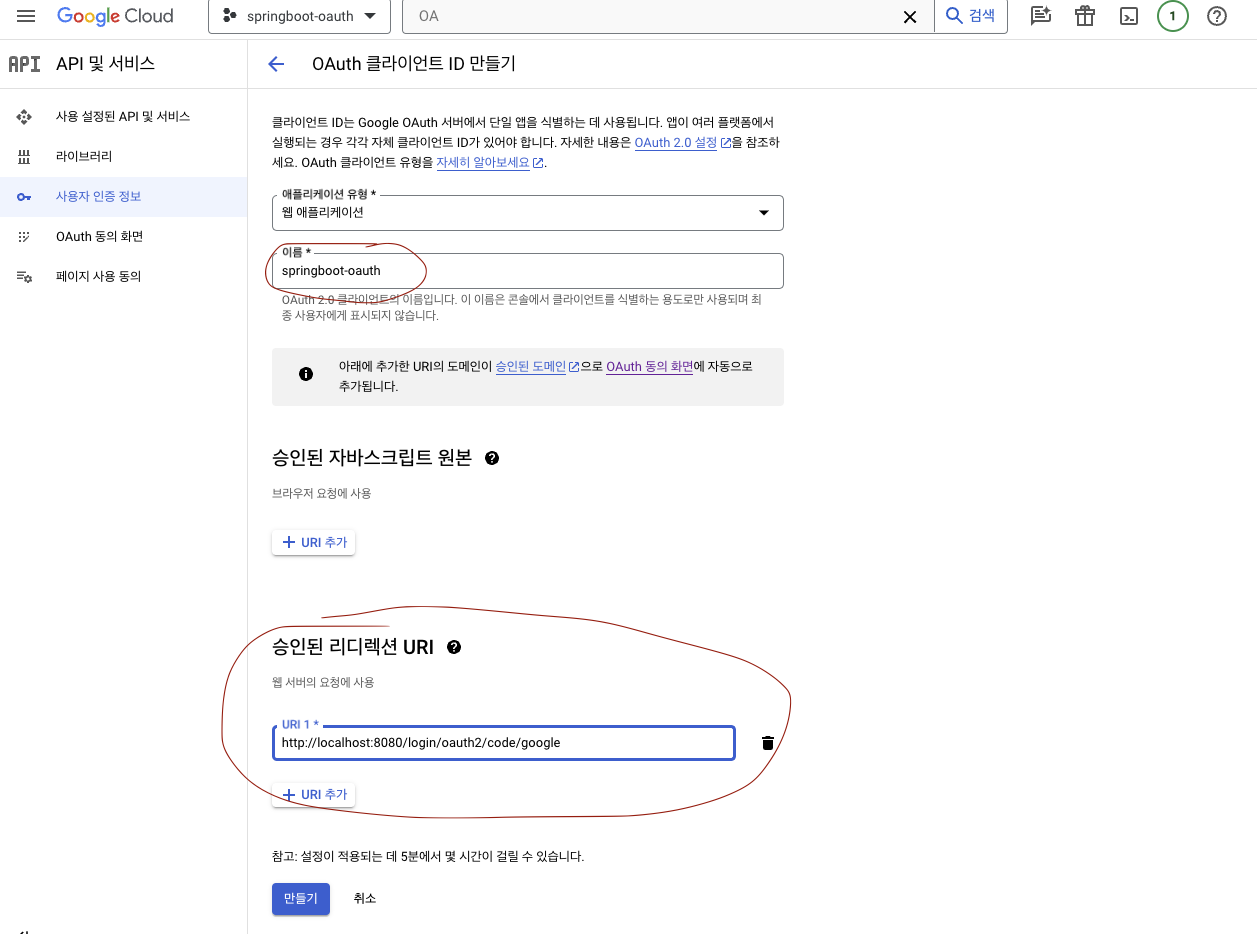 Google Cloud
springboot-oauth
OA
검색
1
API
API 및 서비스
OAuth 클라이언트 ID 만들기
사용 설정된 API 및 서비스
라이브러리
사용자 인증 정보
OAuth 동의 화면
페이지 사용 동의
클라이언트 ID는 Google OAuth 서버에서 단일 앱을 식별하는 데 사용됩니다. 앱이 여러 플랫폼에서
실행되는 경우 각각 자체 클라이언트 ID가 있어야 합니다. 자세한 내용은 OAuth 2.0 설정을 참조하
세요. OAuth 클라이언트 유형을 자세히 알아보세요.
애플리케이션 유형 *
웹 애플리케이션
이름 *
springboot-oauth
OAuth 2.0 클라이언트의 이름입니다. 이 이름은 콘솔에서 클라이언트를 식별하는 용도로만 사용되며 최
종 사용자에게 표시되지 않습니다.
아래에 추가한 URI의 도메인이 승인된 도메인으로 OAuth 동의 화면에 자동으로
추가됩니다.
승인된 자바스크립트 원본
브라우저 요청에 사용
URI 추가
승인된 리디렉션 URI
웹 서버의 요청에 사용
URI 1 *
http://localhost:8080/login/oauth2/code/google
URI 추가
참고: 설정이 적용되는 데 5분에서 몇 시간이 걸릴 수 있습니다.
만들기
취소